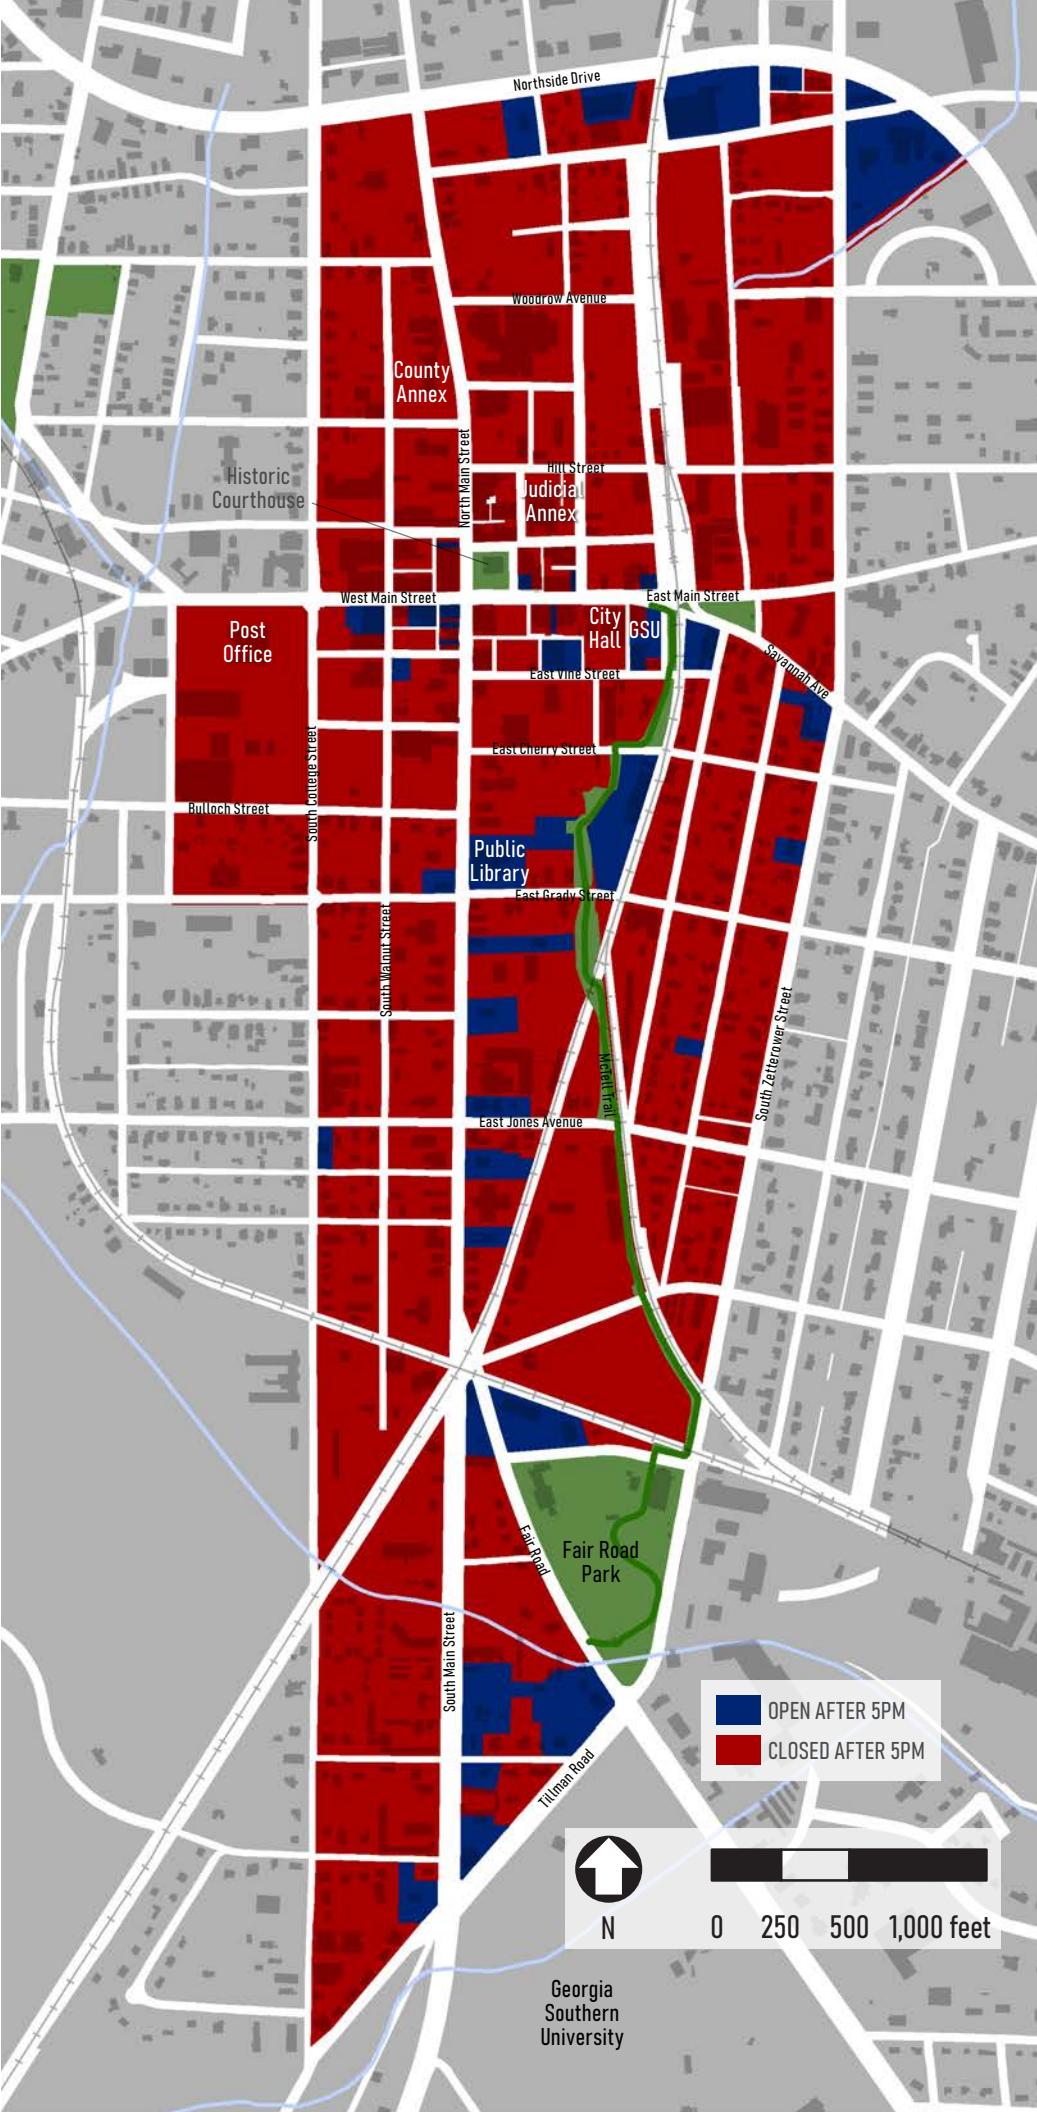 Northside Drive
Woodrow Avenue
County
Annex
North Main Street
Hill Street
Historic
Courthouse
Judicial
Annex
West Main Street
East Main Street
Post
Office
City
Hall
GSU
Savannah Ave
East Vine Street
South College Street
East Cherry Street
Bulloch Street
Public
Library
East Grady Street
South Walnut Street
South Zetterower Street
McTell Trail
East Jones Avenue
Fair Road
Fair Road
Park
South Main Street
OPEN AFTER 5PM
CLOSED AFTER 5PM
Tillman Road
N
0 250 500 1,000 feet
Georgia
Southern
University